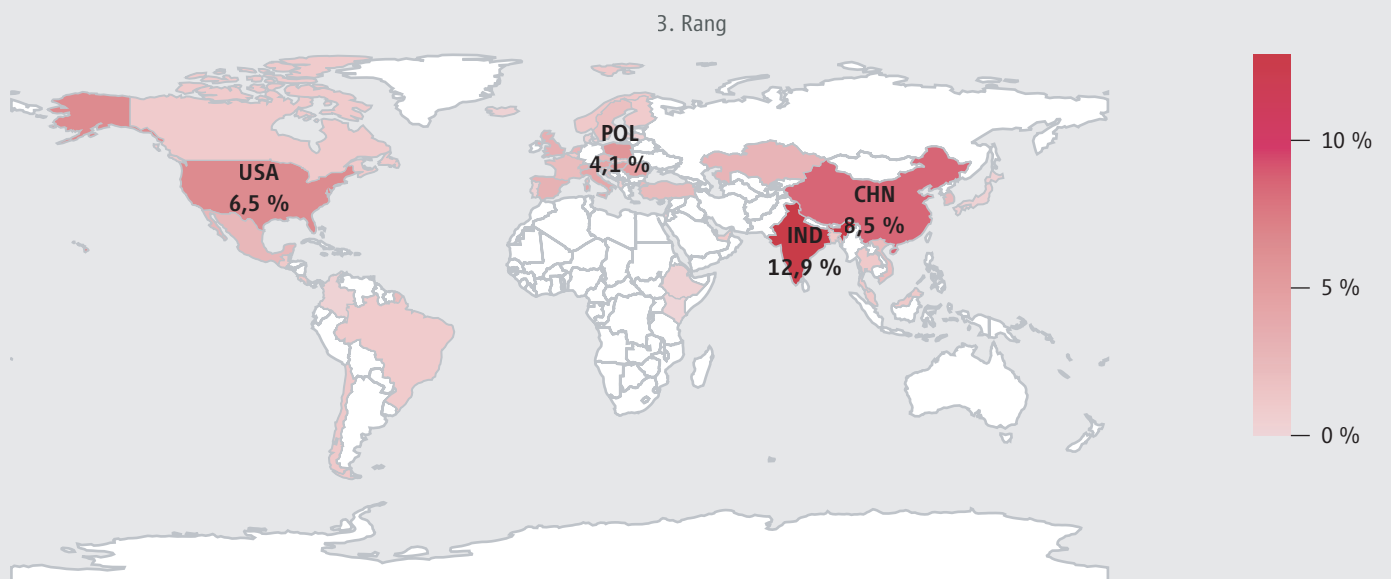 3. Rang
10 %
POL
4,1 %
USA
6,5 %
CHN
8,5 %
IND
12,9 %
5 %
0 %